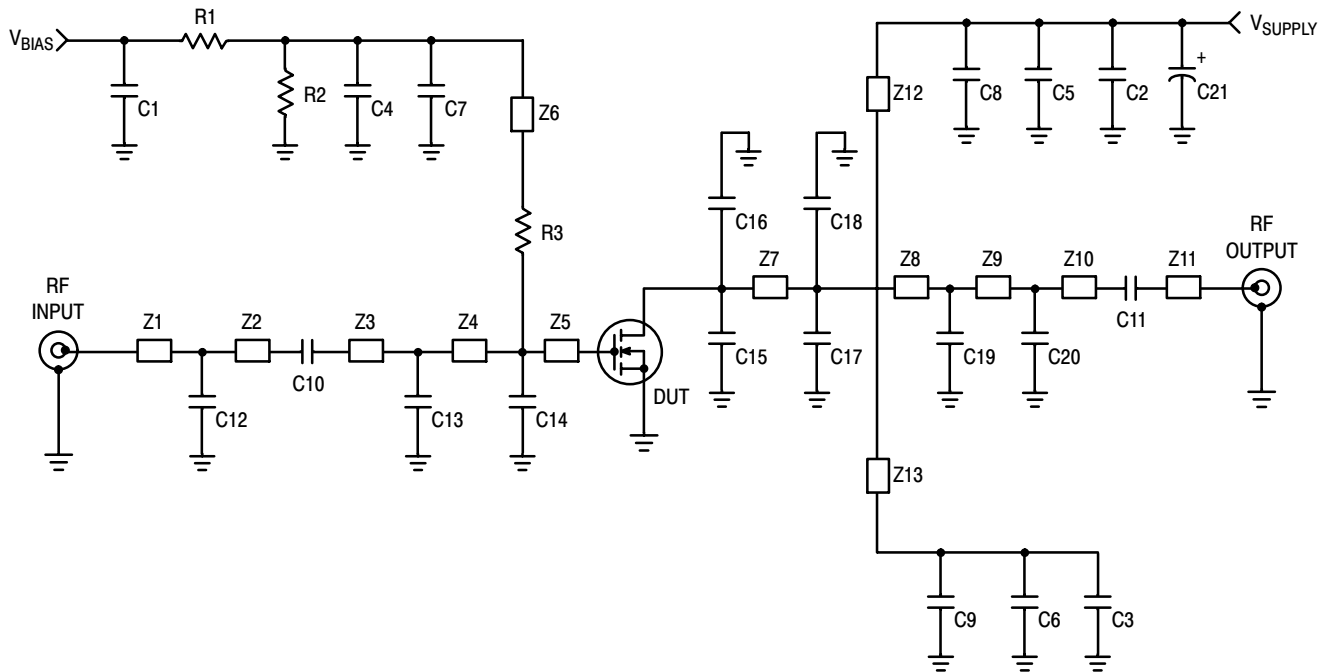 R1
V_BIAS
C1
R2
C4
C7
Z6
R3
V_SUPPLY
+
Z12
C8
C5
C2
C21
C16
C18
RF
INPUT
Z1
Z2
Z3
Z4
Z5
C10
C12
C13
C14
DUT
Z7
Z8
Z9
Z10
Z11
C11
C15
C17
C19
C20
RF
OUTPUT
Z13
C9
C6
C3